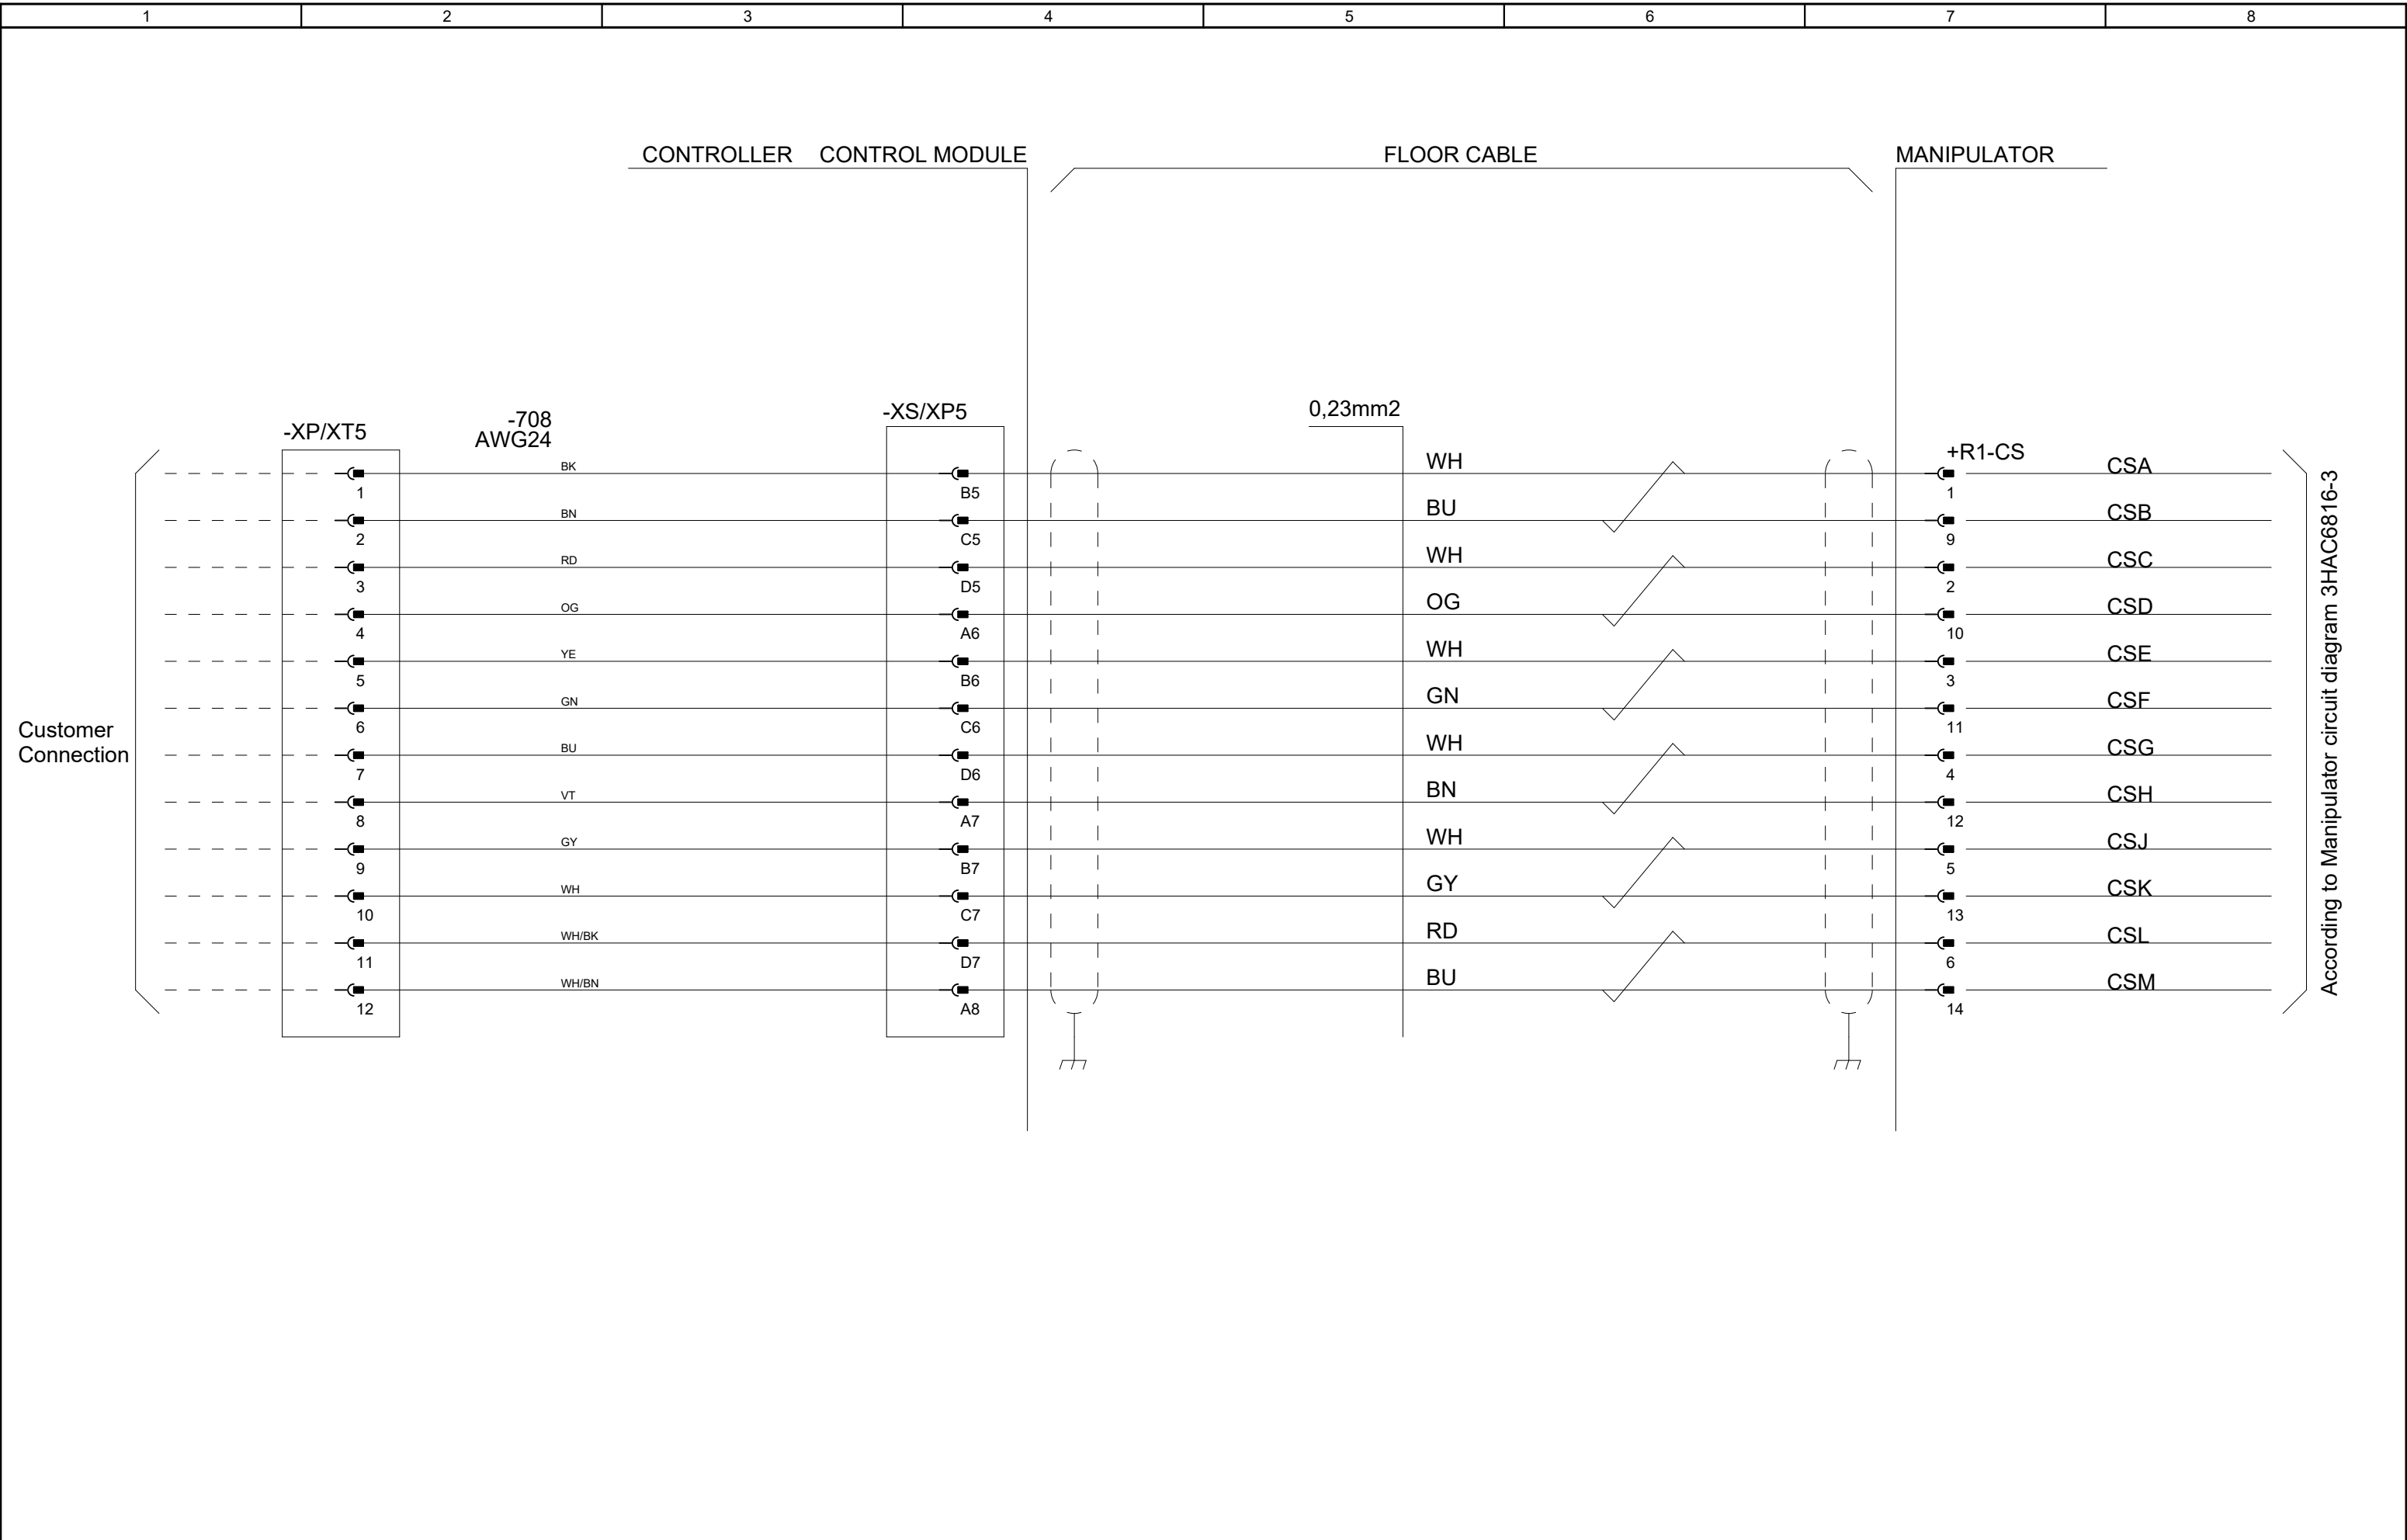 1 2 3 4 5 6 7 8
CONTROLLER CONTROL MODULE FLOOR CABLE MANIPULATOR
-XP/XT5 -708 -XS/XP5 0,23mm2
AWG24
+R1-CS
BK WH CSA
1 B5 1
BN BU CSB
2 C5 9
RD WH CSC
3 D5 2
OG OG CSD
4 A6 10
YE WH CSE
5 B6 3
GN GN CSF
6 C6 11
BU WH CSG
7 D6 4
VT BN CSH
8 A7 12
GY WH CSJ
9 B7 5
WH GY CSK
10 C7 13
WH/BK RD CSL
11 D7 6
WH/BN BU CSM
12 A8 14
Customer
Connection
According to Manipulator circuit diagram 3HAC6816-3